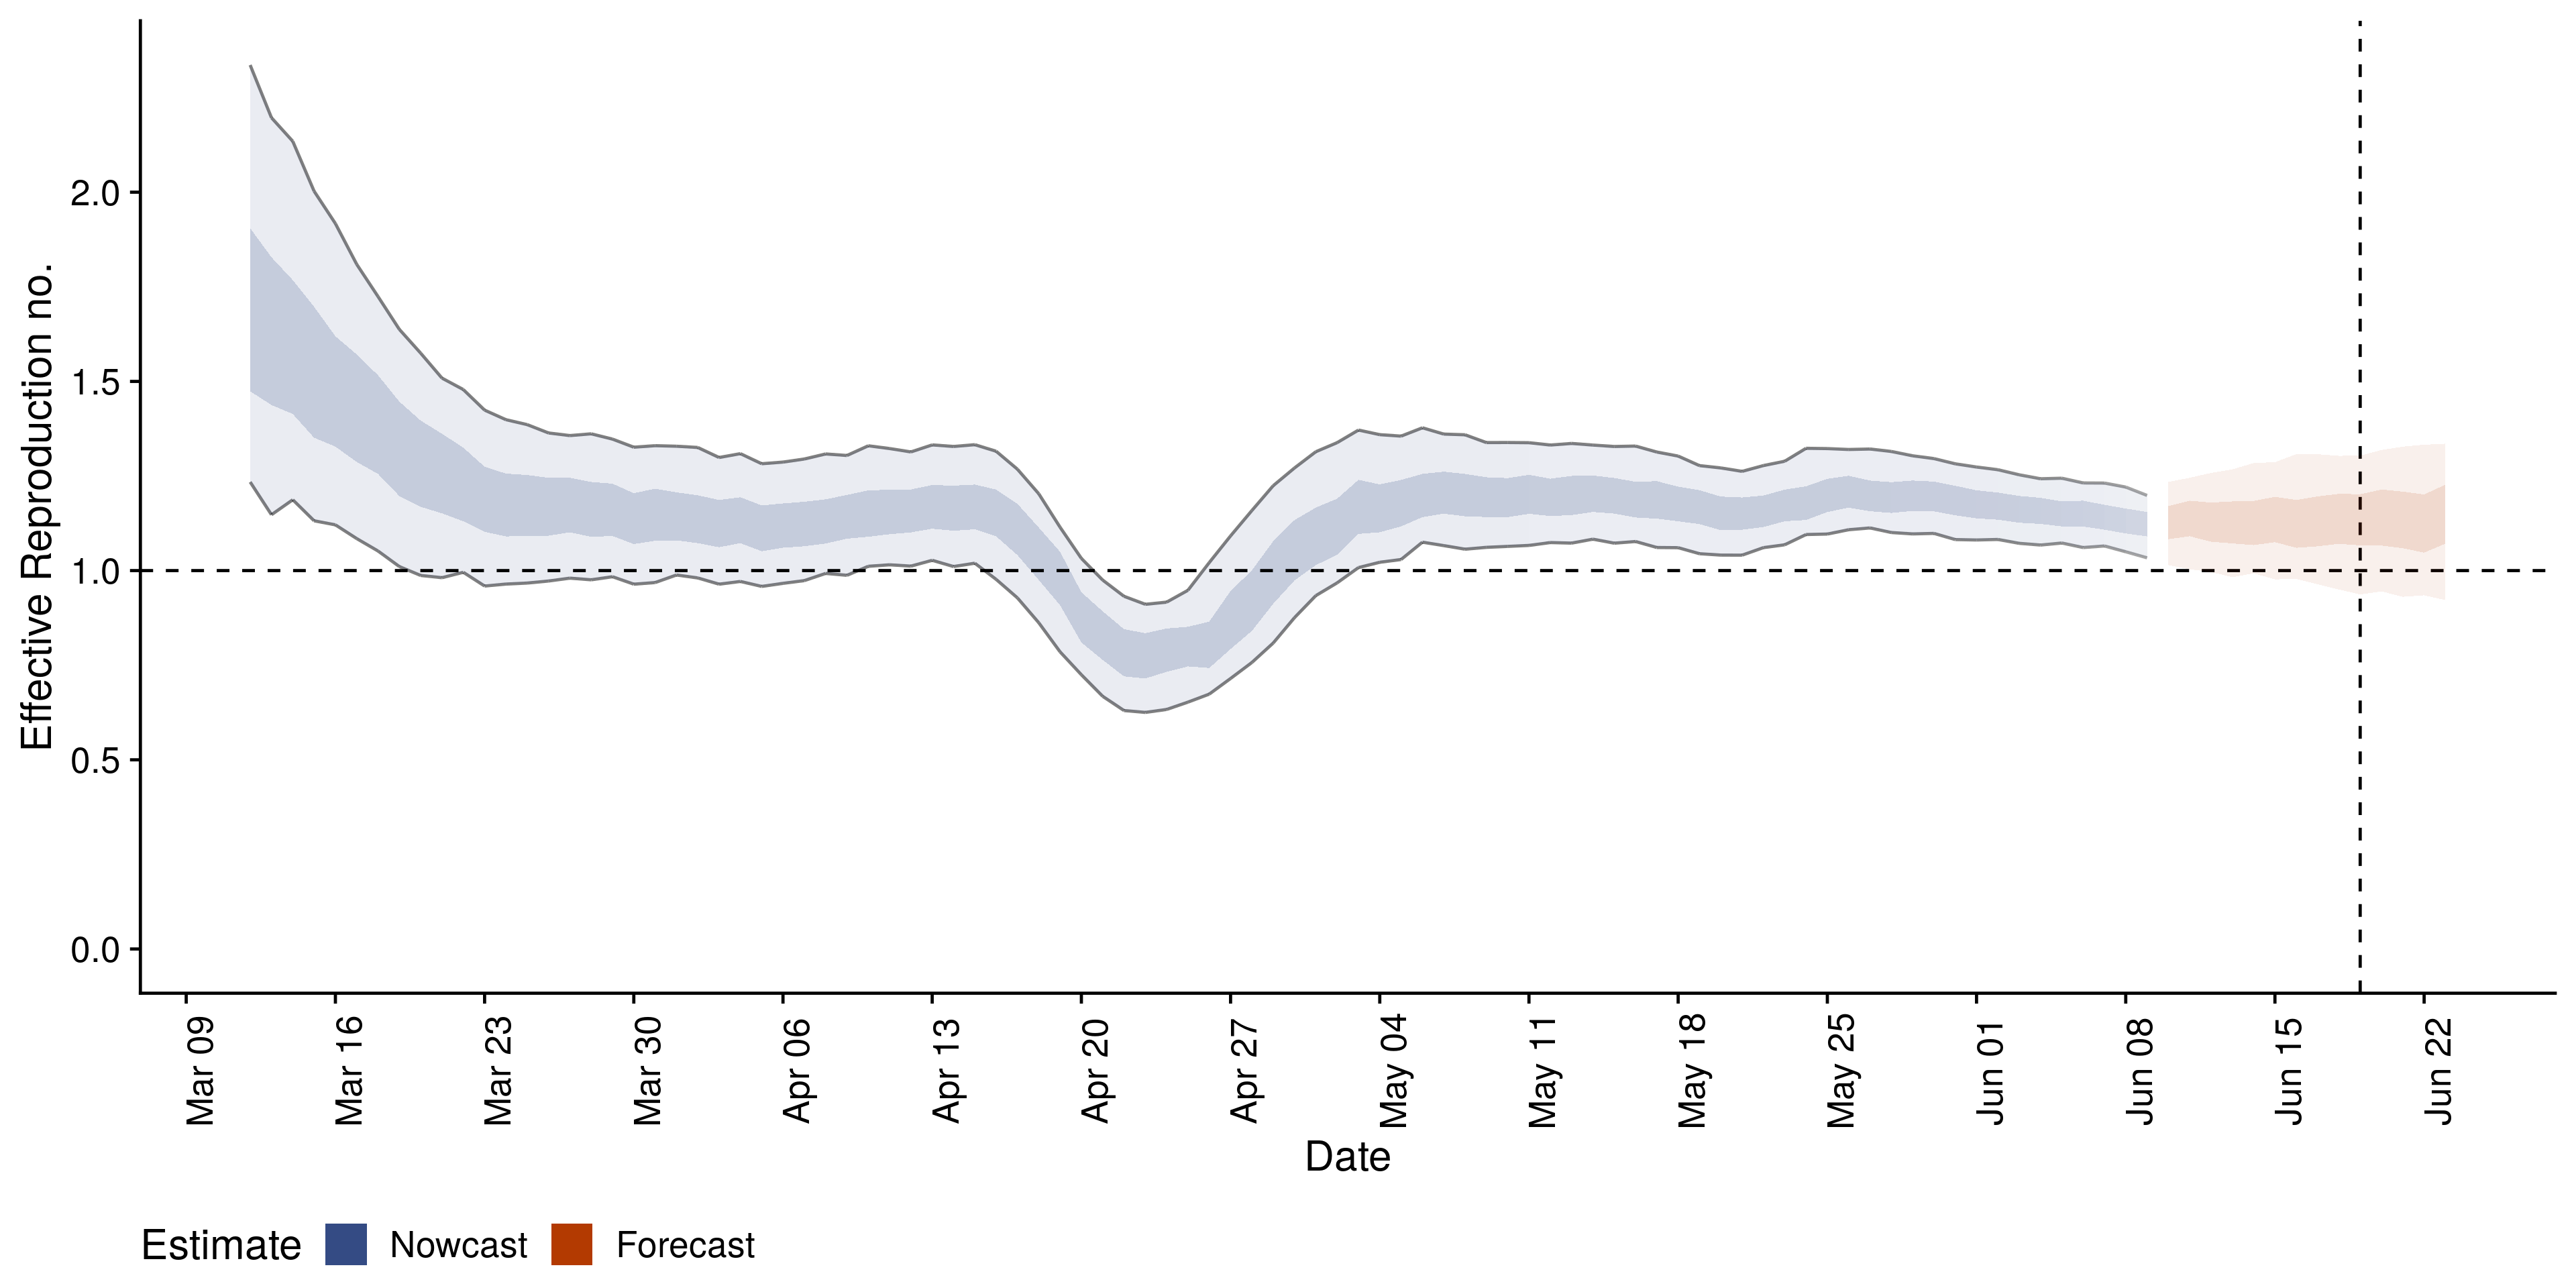 Effective Reproduction no.
2.0
1.5
1.0
0.5
0.0
Mar 09
Mar 16
Mar 23
Mar 30
Apr 06
Apr 13
Apr 20
Apr 27
May 04
May 11
May 18
May 25
Jun 01
Jun 08
Jun 15
Jun 22
Date
Estimate Nowcast Forecast